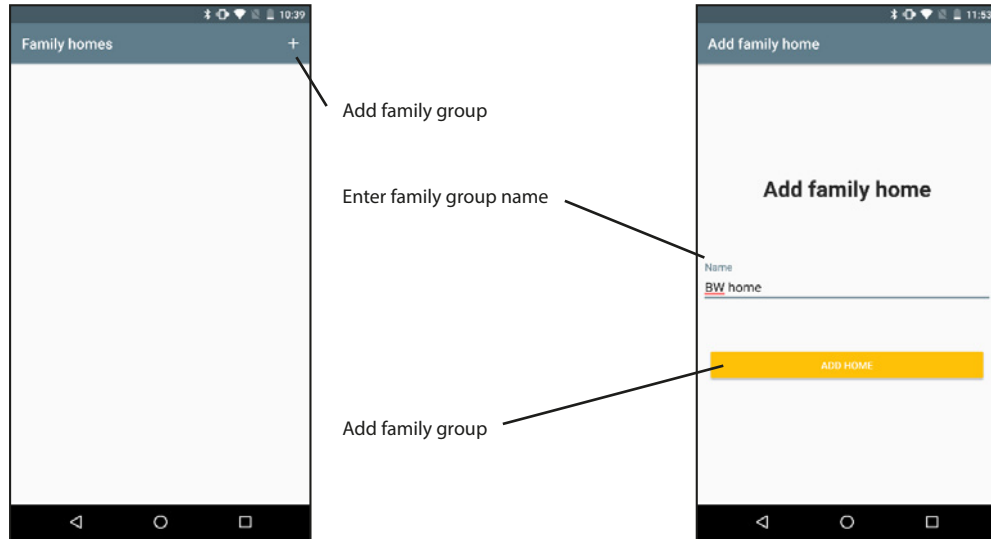 10:39
Family homes +
Add family group
Enter family group name
Add family group
11:53
Add family home
Add family home
Name
BW home
ADD HOME